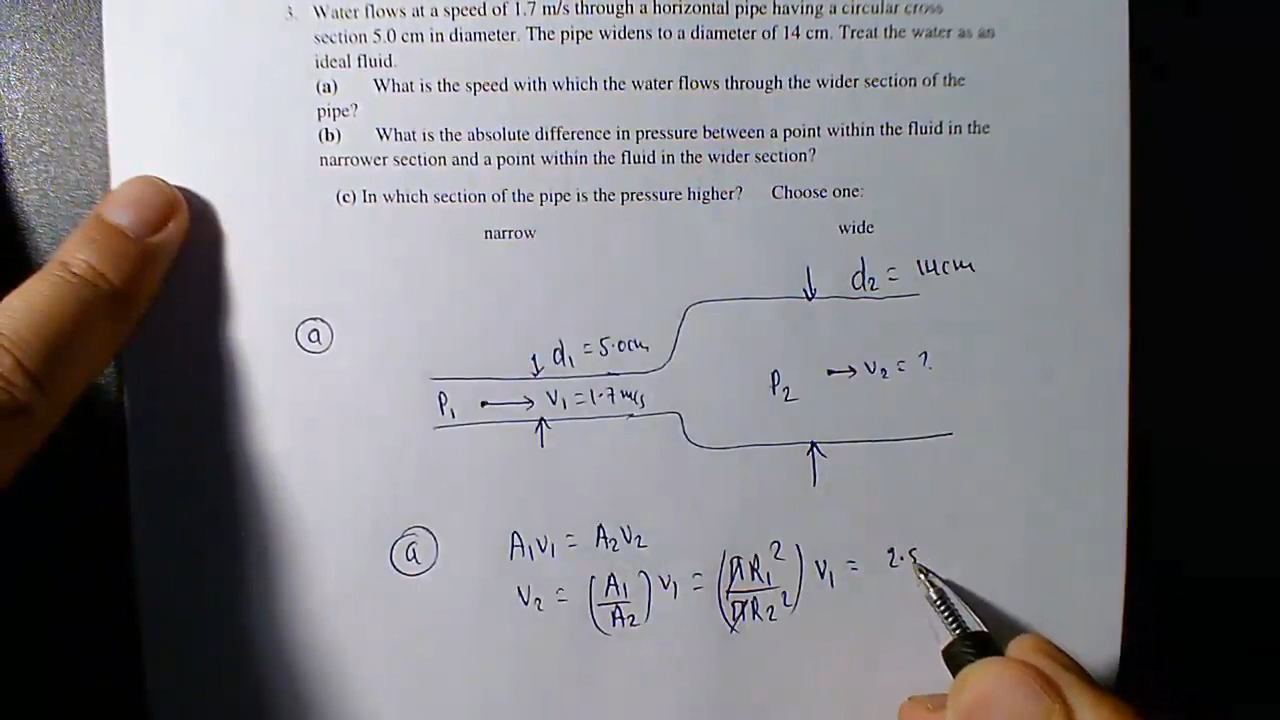 3. Water flows at a speed of 1.7 m/s through a horizontal pipe having a circular cross
section 5.0 cm in diameter. The pipe widens to a diameter of 14 cm. Treat the water as an
ideal fluid.
(a) What is the speed with which the water flows through the wider section of the
pipe?
(b) What is the absolute difference in pressure between a point within the fluid in the
narrower section and a point within the fluid in the wider section?
(c) In which section of the pipe is the pressure higher? Choose one:
narrow wide
d₂ = 14cm
ⓐ
d₁ = 5.0cm
P₁ → V₁ = 1.7m/s
P₂ → V₂ = ?
ⓐ A₁V₁ = A₂V₂
V₂ = (A₁/A₂) V₁ = (πR₁²/πR₂²) V₁ = 2.5